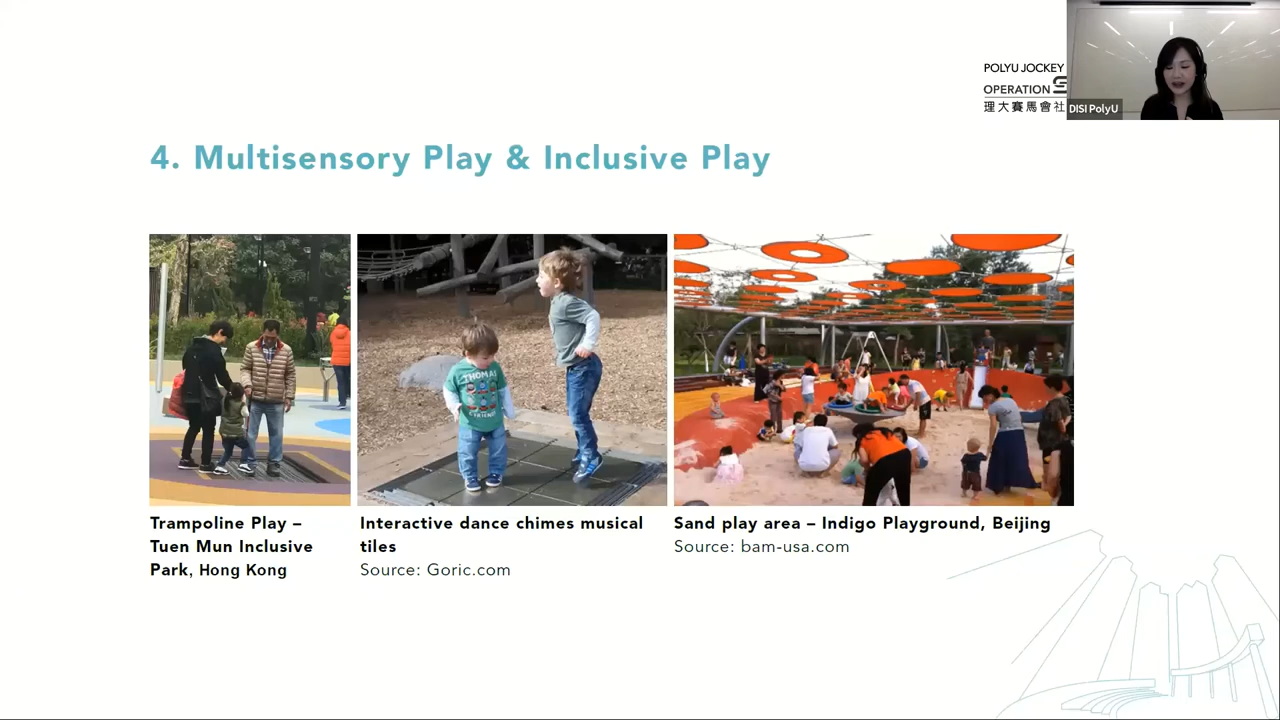 POLYU JOCKEY
OPERATION S
理大賽馬會社
DISI PolyU
4. Multisensory Play & Inclusive Play
THOMAS
& FRIENDS
Trampoline Play –
Tuen Mun Inclusive
Park, Hong Kong
Interactive dance chimes musical
tiles
Source: Goric.com
Sand play area – Indigo Playground, Beijing
Source: bam-usa.com